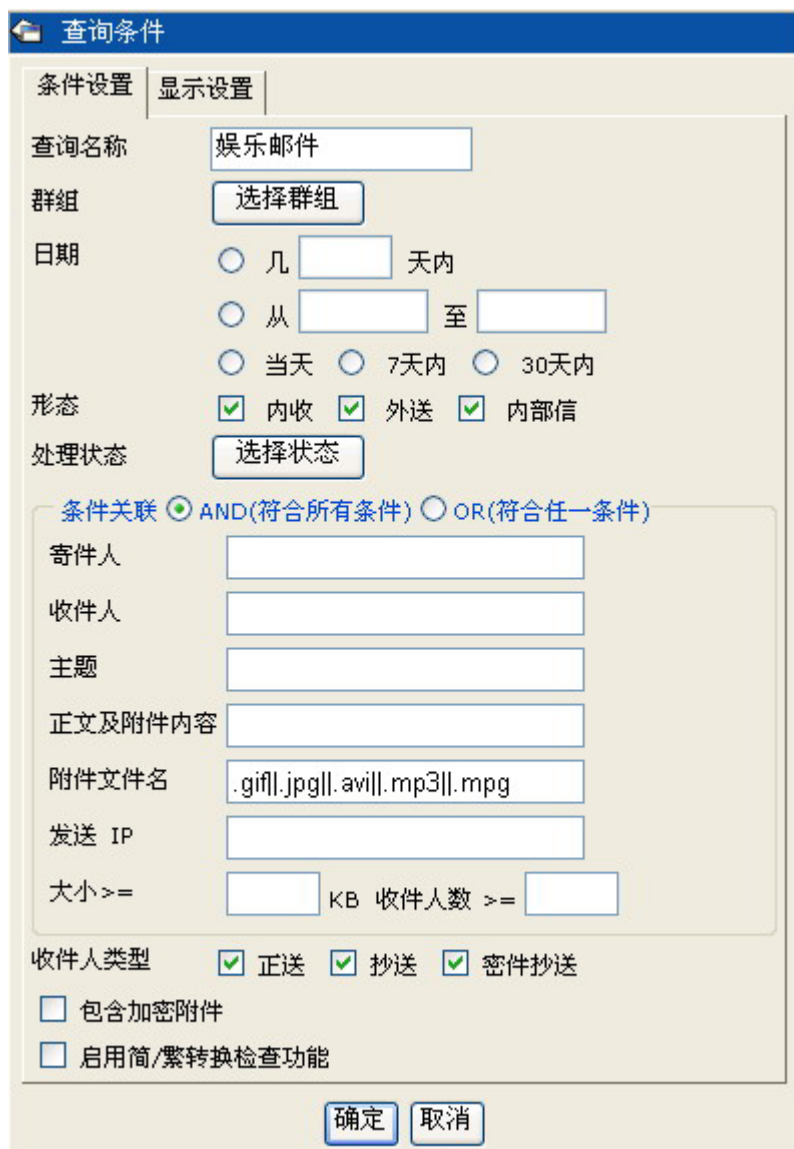 查询条件
条件设置 显示设置
查询名称 娱乐邮件
群组 选择群组
日期 几 天内
从 至
当天 7天内 30天内
形态 内收 外送 内部信
处理状态 选择状态
条件关联 AND(符合所有条件) OR(符合任一条件)
寄件人
收件人
主题
正文及附件内容
附件文件名 .gif||.jpg||.avi||.mp3||.mpg
发送 IP
大小>= KB 收件人数 >=
收件人类型 正送 抄送 密件抄送
包含加密附件
启用简/繁转换检查功能
确定 取消